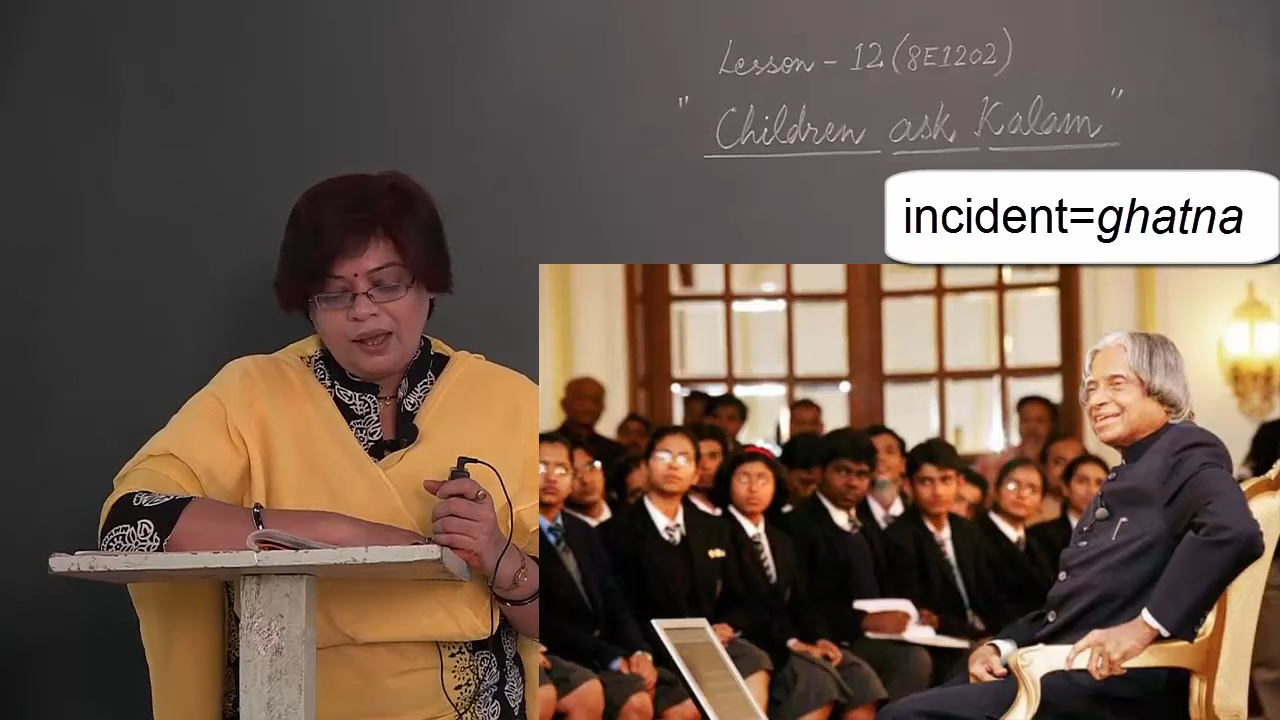 Lesson - 12 (8E1202)
"Children ask Kalam"
incident=ghatna